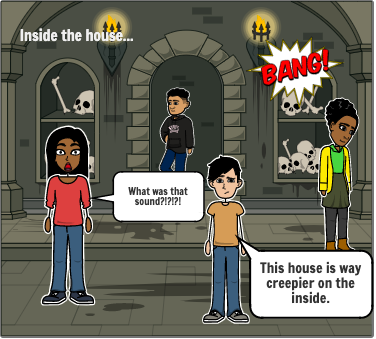 Inside the house...
BANG!
What was that
sound?!?!?!
This house is way
creepier on the
inside.